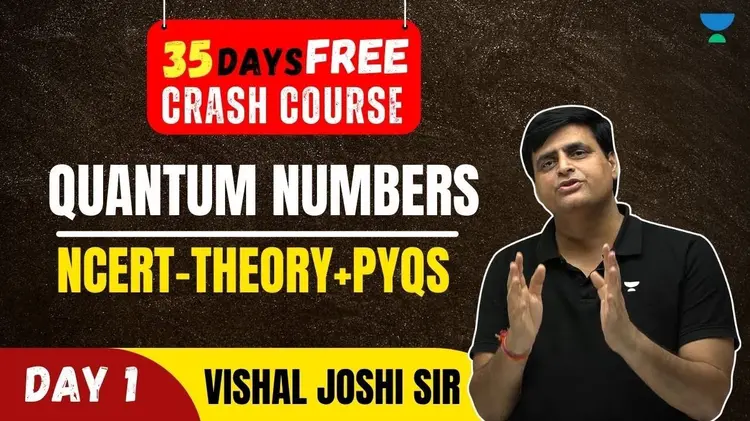 35 DAYS FREE
CRASH COURSE
QUANTUM NUMBERS
NCERT-THEORY+PYQS
DAY 1
VISHAL JOSHI SIR